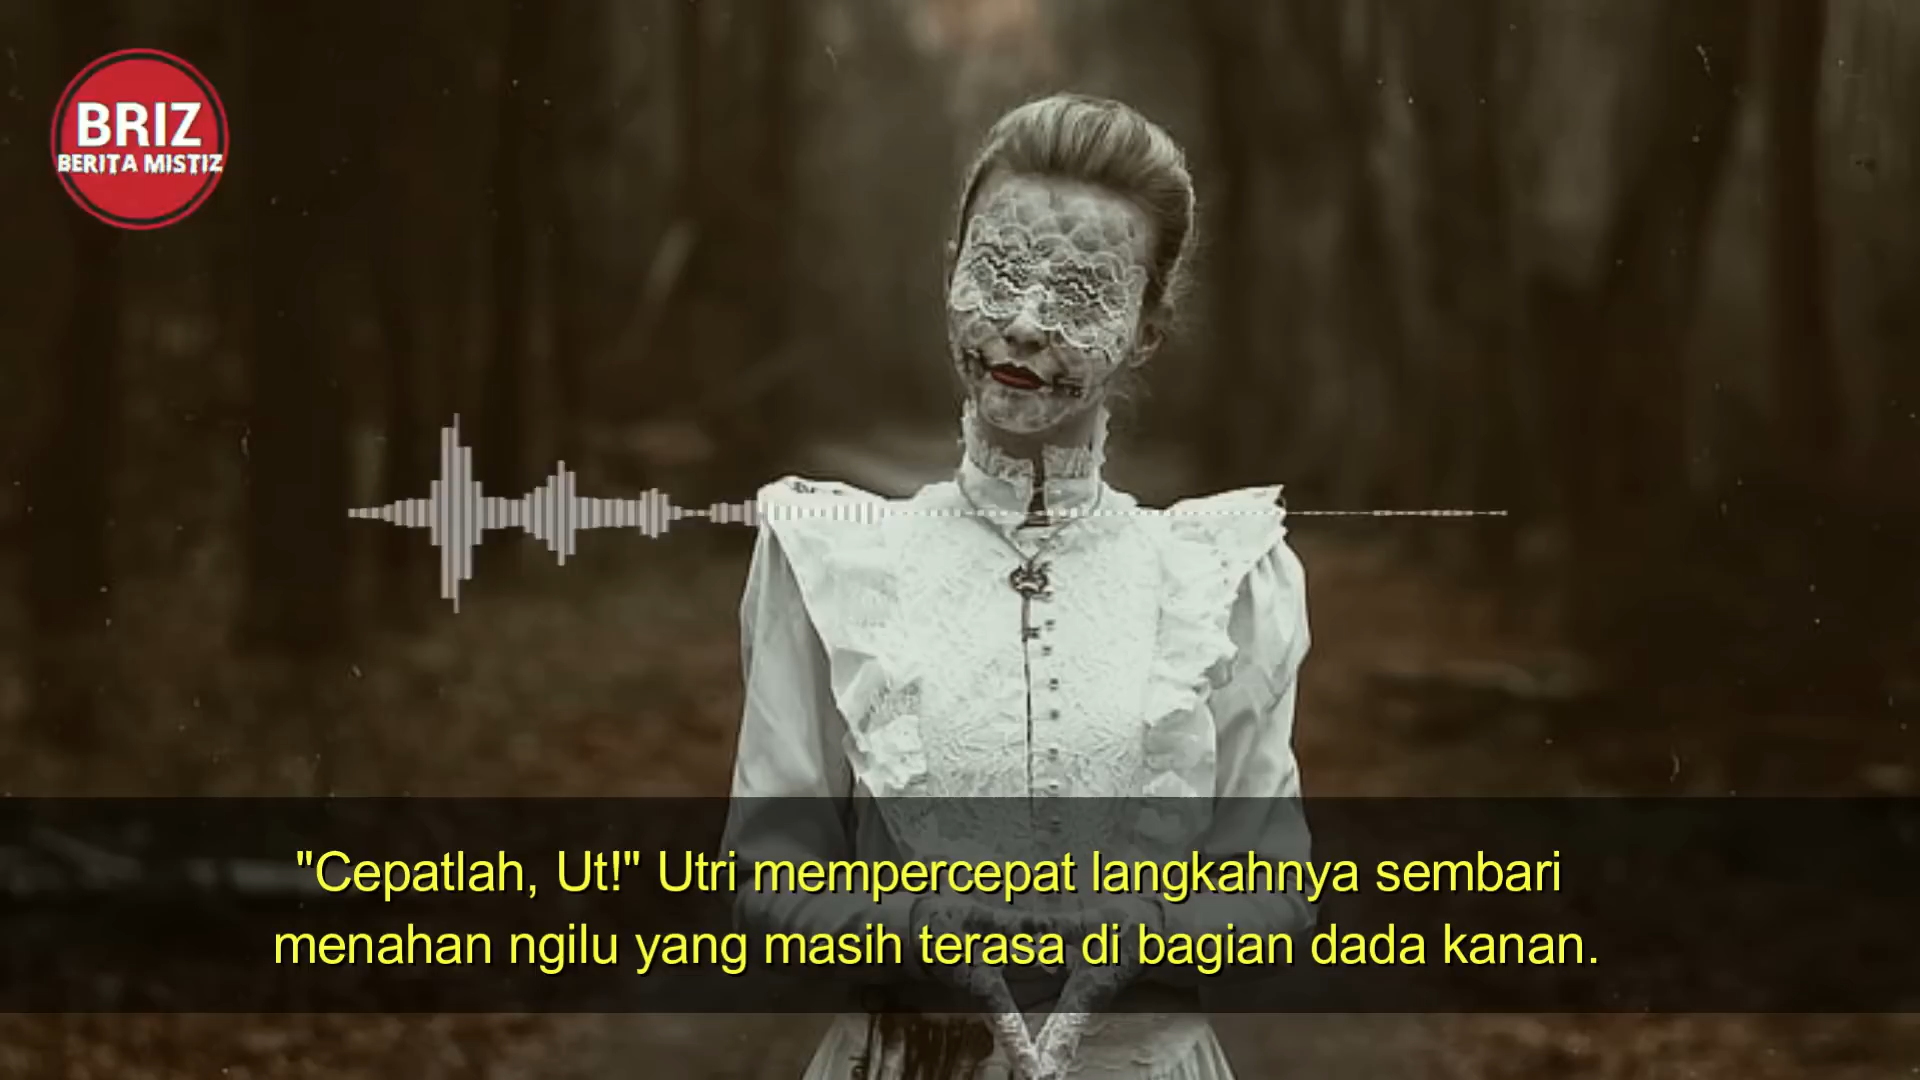 BRIZ
BERITA MISTIZ
"Cepatlah, Ut!" Utri mempercepat langkahnya sembari
menahan ngilu yang masih terasa di bagian dada kanan.